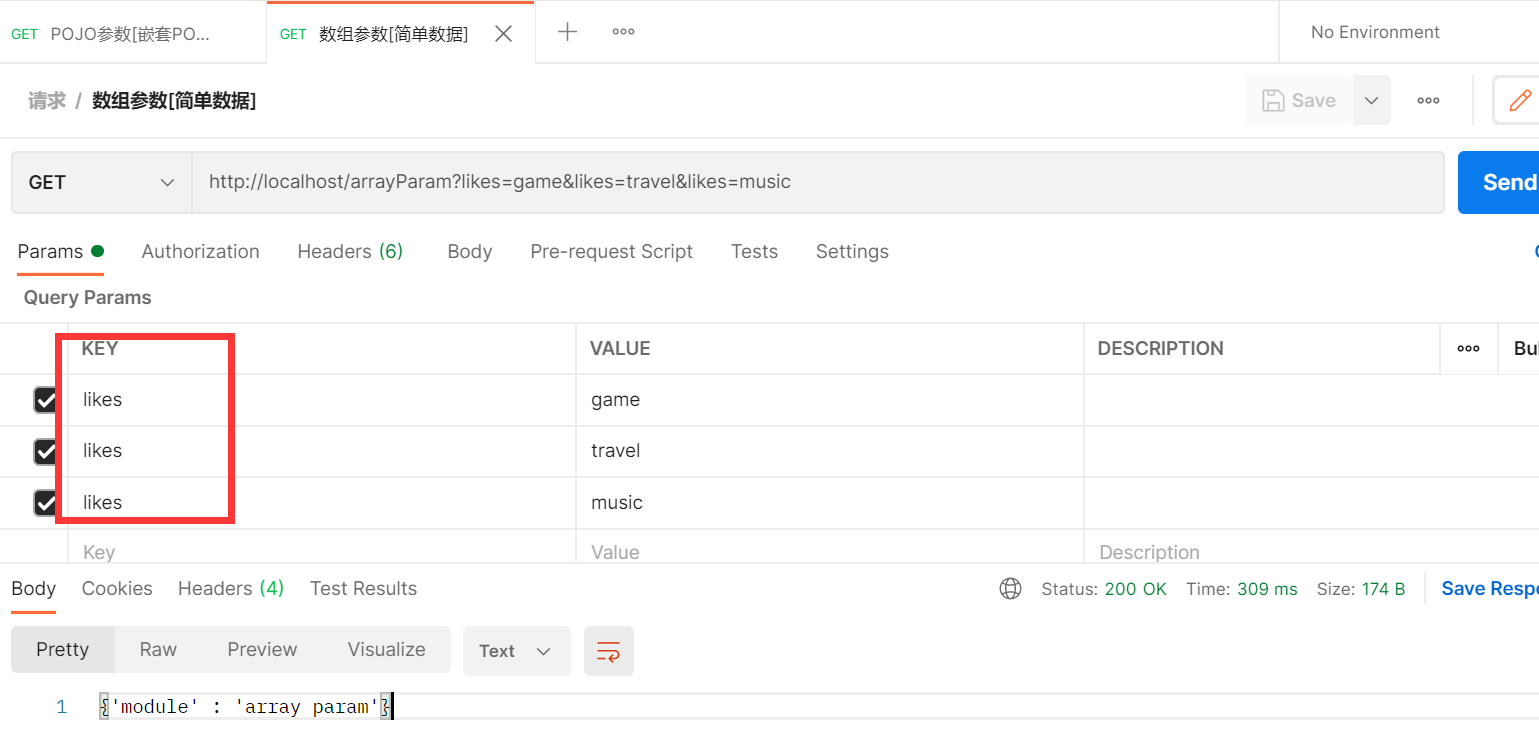 GET POJO参数[嵌套PO... GET 数组参数[简单数据] No Environment
请求 / 数组参数[简单数据] Save
GET http://localhost/arrayParam?likes=game&likes=travel&likes=music Send
Params Authorization Headers (6) Body Pre-request Script Tests Settings
Query Params
KEY VALUE DESCRIPTION
likes game
likes travel
likes music
Key Value Description
Body Cookies Headers (4) Test Results Status: 200 OK Time: 309 ms Size: 174 B Save Resp
Pretty Raw Preview Visualize Text
1 {'module' : 'array param'}